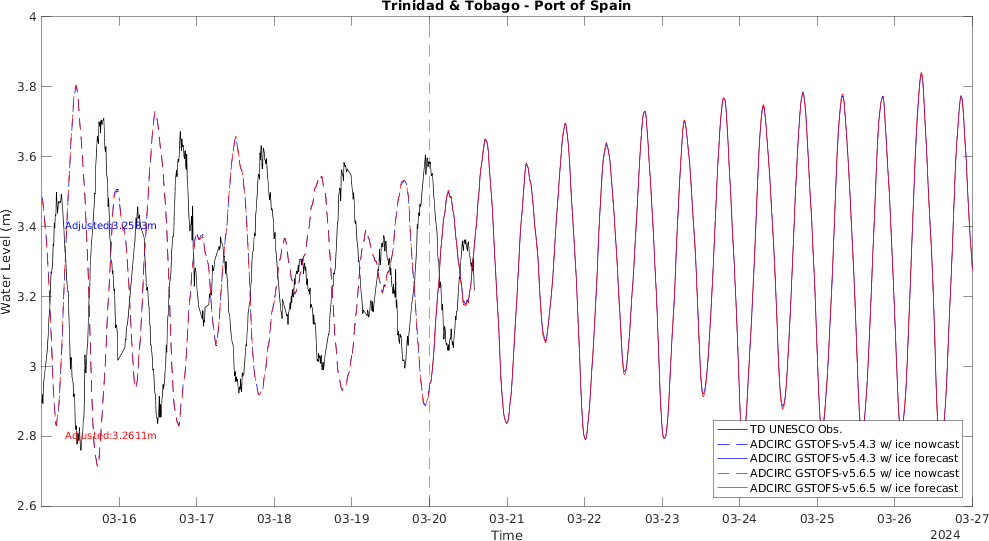 Trinidad & Tobago - Port of Spain
4
3.8
3.6
3.4
3.2
3
2.8
2.6
Water Level (m)
Adjusted:3.2563m
Adjusted:3.2611m
TD UNESCO Obs.
ADCIRC GSTOFS-v5.4.3 w/ ice nowcast
ADCIRC GSTOFS-v5.4.3 w/ ice forecast
ADCIRC GSTOFS-v5.6.5 w/ ice nowcast
ADCIRC GSTOFS-v5.6.5 w/ ice forecast
03-16 03-17 03-18 03-19 03-20 03-21 03-22 03-23 03-24 03-25 03-26 03-27
Time
2024